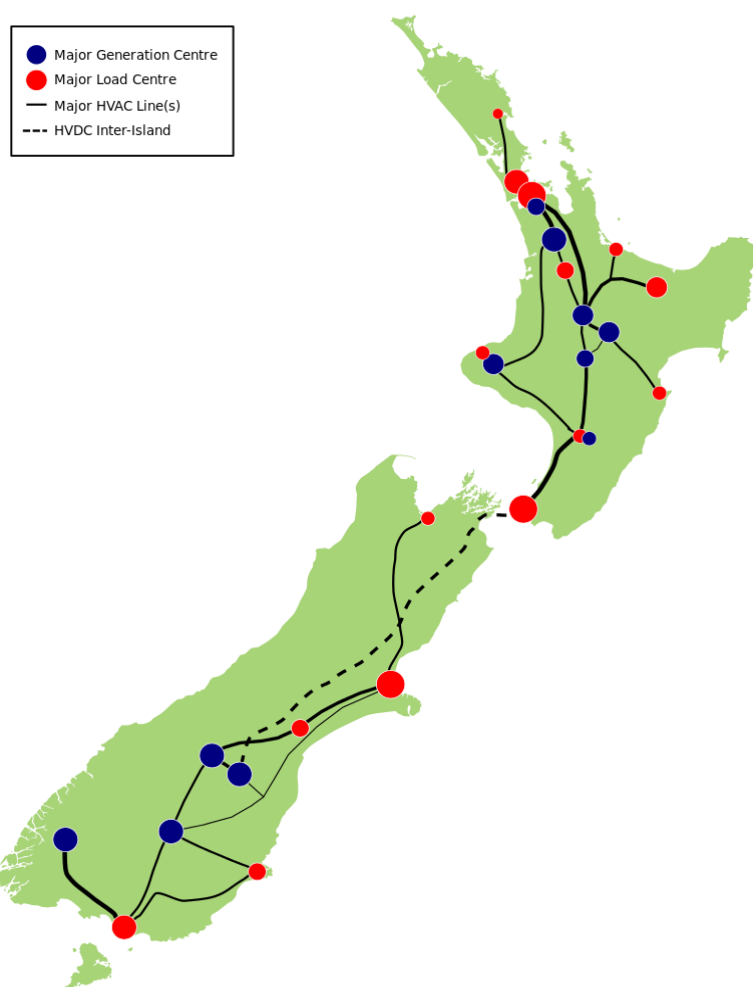 Major Generation Centre
Major Load Centre
Major HVAC Line(s)
HVDC Inter-Island